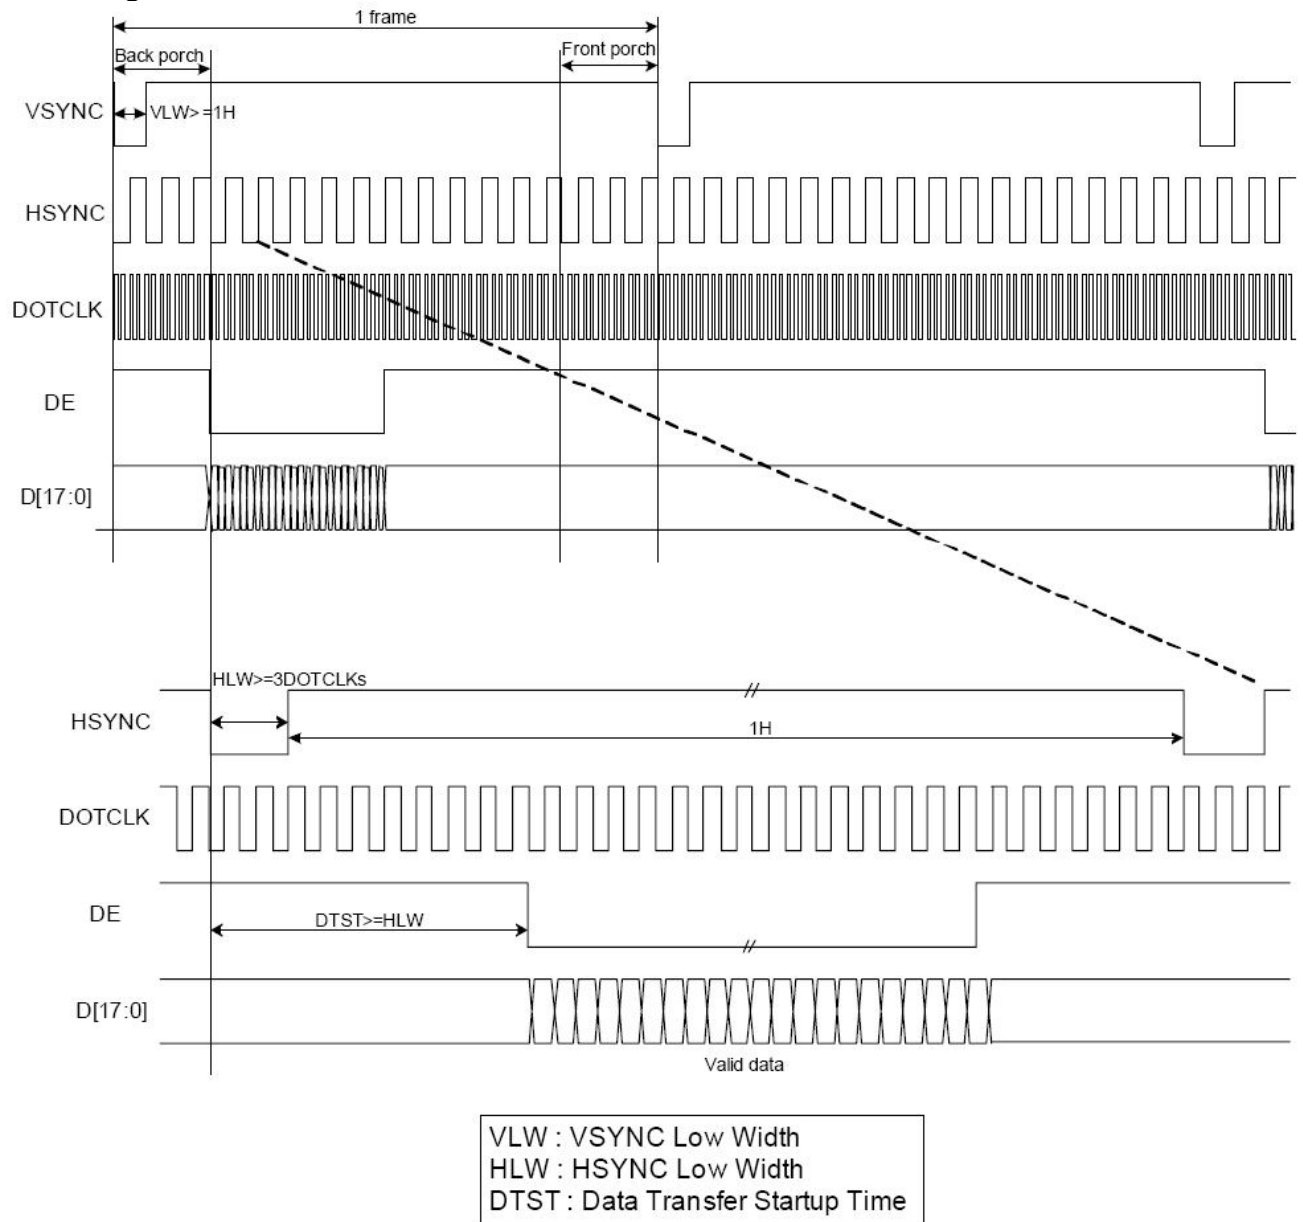 1 frame
Back porch
Front porch
VSYNC
VLW>=1H
HSYNC
DOTCLK
DE
D[17:0]
HLW>=3DOTCLKs
HSYNC
1H
DOTCLK
DE
DTST>=HLW
D[17:0]
Valid data
VLW : VSYNC Low Width
HLW : HSYNC Low Width
DTST : Data Transfer Startup Time